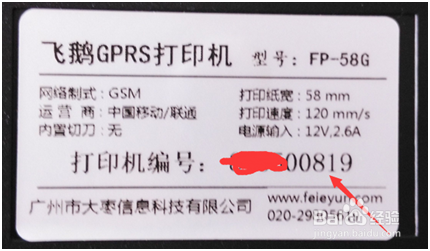 飞鹅GPRS打印机 型号：FP-58G
网络制式：GSM 打印纸宽：58 mm
运 营 商：中国移动/联通 打印速度：120 mm/s
内置切刀：无 电源输入：12V,2.6A
打印机编号： 00819
广州市大枣信息科技有限公司 www.feieyun.com
jingyan.baidu.com